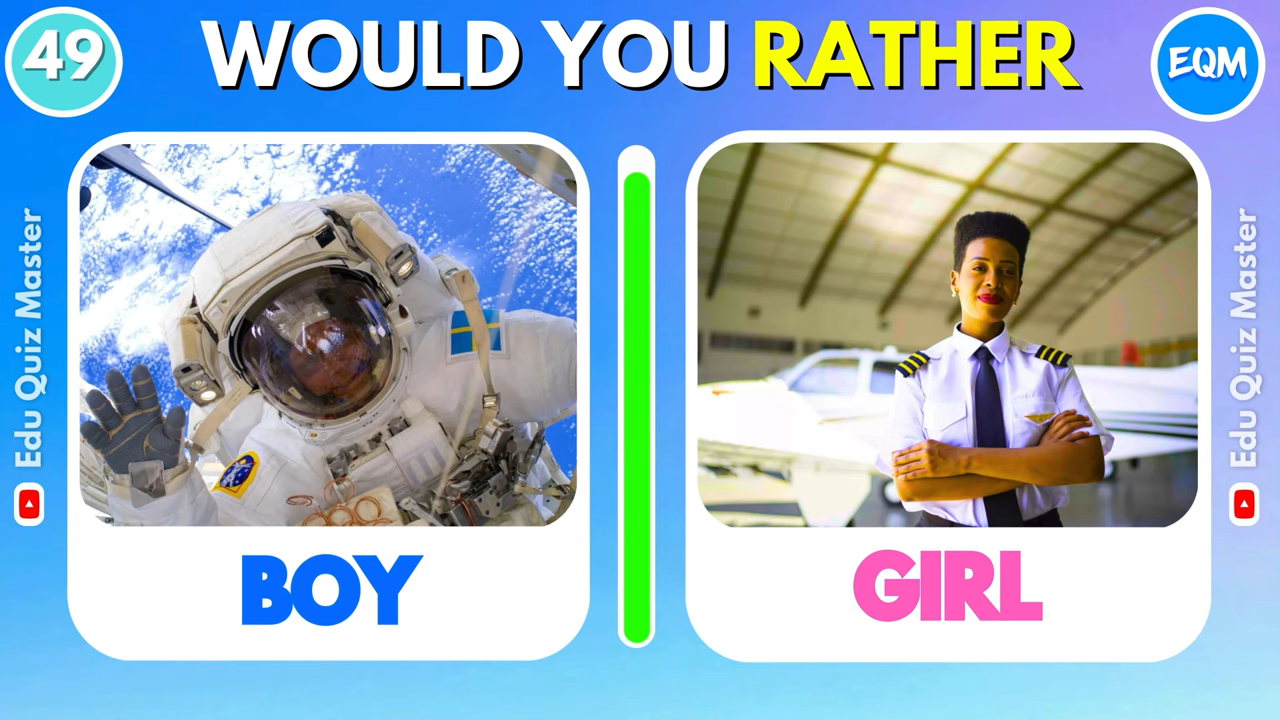 49
WOULD YOU RATHER
EQM
Edu Quiz Master
Edu Quiz Master
BOY
GIRL